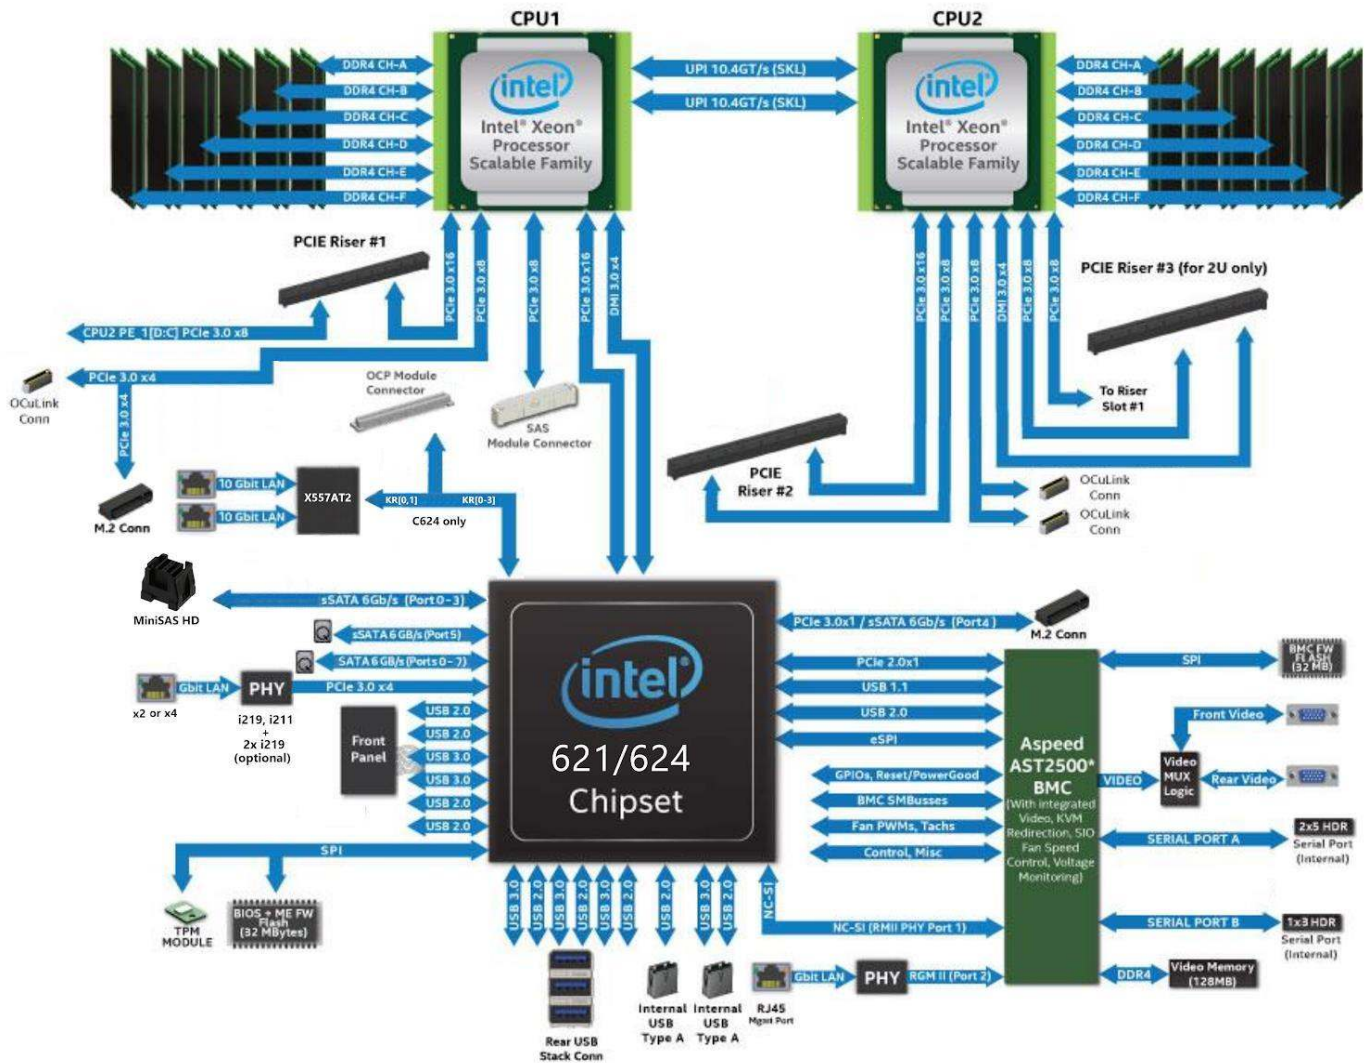 CPU1
CPU2
DDR4 CH-A
DDR4 CH-B
DDR4 CH-C
DDR4 CH-D
DDR4 CH-E
DDR4 CH-F
intel®
Intel® Xeon®
Processor
Scalable Family
UPI 10.4GT/s (SKL)
UPI 10.4GT/s (SKL)
intel®
Intel® Xeon®
Processor
Scalable Family
DDR4 CH-A
DDR4 CH-B
DDR4 CH-C
DDR4 CH-D
DDR4 CH-E
DDR4 CH-F
PCIE Riser #1
PCIe 3.0 x16
PCIe 3.0 x8
PCIe 3.0 x8
PCIe 3.0 x16
DMI 3.0 x4
PCIe 3.0 x16
PCIe 3.0 x8
PCIe 3.0 x8
DMI 3.0 x4
PCIe 3.0 x8
PCIe 3.0 x8
PCIE Riser #3 (for 2U only)
CPU2 PE_1[D:C] PCIe 3.0 x8
PCIe 3.0 x4
OCuLink
Conn
PCIe 3.0 x4
M.2 Conn
OCP Module
Connector
SAS
Module Connector
To Riser
Slot #1
PCIE
Riser #2
OCuLink
Conn
OCuLink
Conn
10 Gbit LAN
10 Gbit LAN
X557AT2
KR[0,1]
KR[0-3]
C624 only
MiniSAS HD
sSATA 6Gb/s (Port 0-3)
sSATA 6 GB/s (Port 5)
SATA 6 GB/s (Ports 0-7)
x2 or x4
Gbit LAN
PHY
PCIe 3.0 x4
i219, i211
+
2x i219
(optional)
Front
Panel
USB 2.0
USB 2.0
USB 3.0
USB 3.0
USB 2.0
USB 2.0
SPI
TPM
MODULE
BIOS + ME FW
Flash
(32 MBytes)
intel®
621/624
Chipset
PCIe 3.0x1 / sSATA 6Gb/s (Port4 )
M.2 Conn
PCIe 2.0x1
USB 1.1
USB 2.0
eSPI
GPIOs, Reset/PowerGood
BMC SMBusses
Fan PWMs, Tachs
Control, Misc
Aspeed
AST2500*
BMC
(With integrated
Video, KVM
Redirection, SIO
Fan Speed
Control, Voltage
Monitoring)
SPI
BMC FW
FLASH
(32 MB)
Front Video
VIDEO
Video
MUX
Logic
Rear Video
SERIAL PORT A
2x5 HDR
Serial Port
(Internal)
SERIAL PORT B
1x3 HDR
Serial Port
(Internal)
DDR4
Video Memory
(128MB)
USB 3.0
USB 2.0
USB 3.0
USB 2.0
USB 3.0
USB 2.0
USB 2.0
USB 3.0
USB 2.0
NC-SI
NC-SI (RMII PHY Port 1)
Rear USB
Stack Conn
Internal
USB
Type A
Internal
USB
Type A
RJ45
Mgmt Port
Gbit LAN
PHY
RGM II (Port 2)